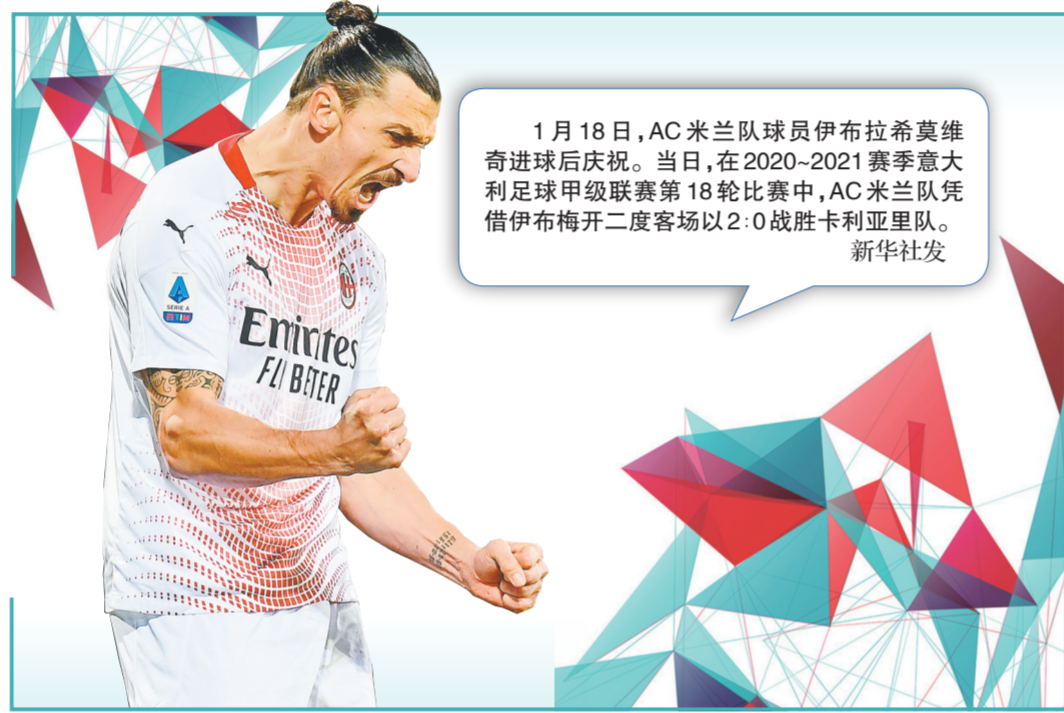 1月18日,AC米兰队球员伊布拉希莫维
奇进球后庆祝。当日,在2020~2021赛季意大
利足球甲级联赛第18轮比赛中,AC米兰队凭
借伊布梅开二度客场以2:0战胜卡利亚里队。
新华社发
SERIE A
TIM
Emirates
FLY BETTER